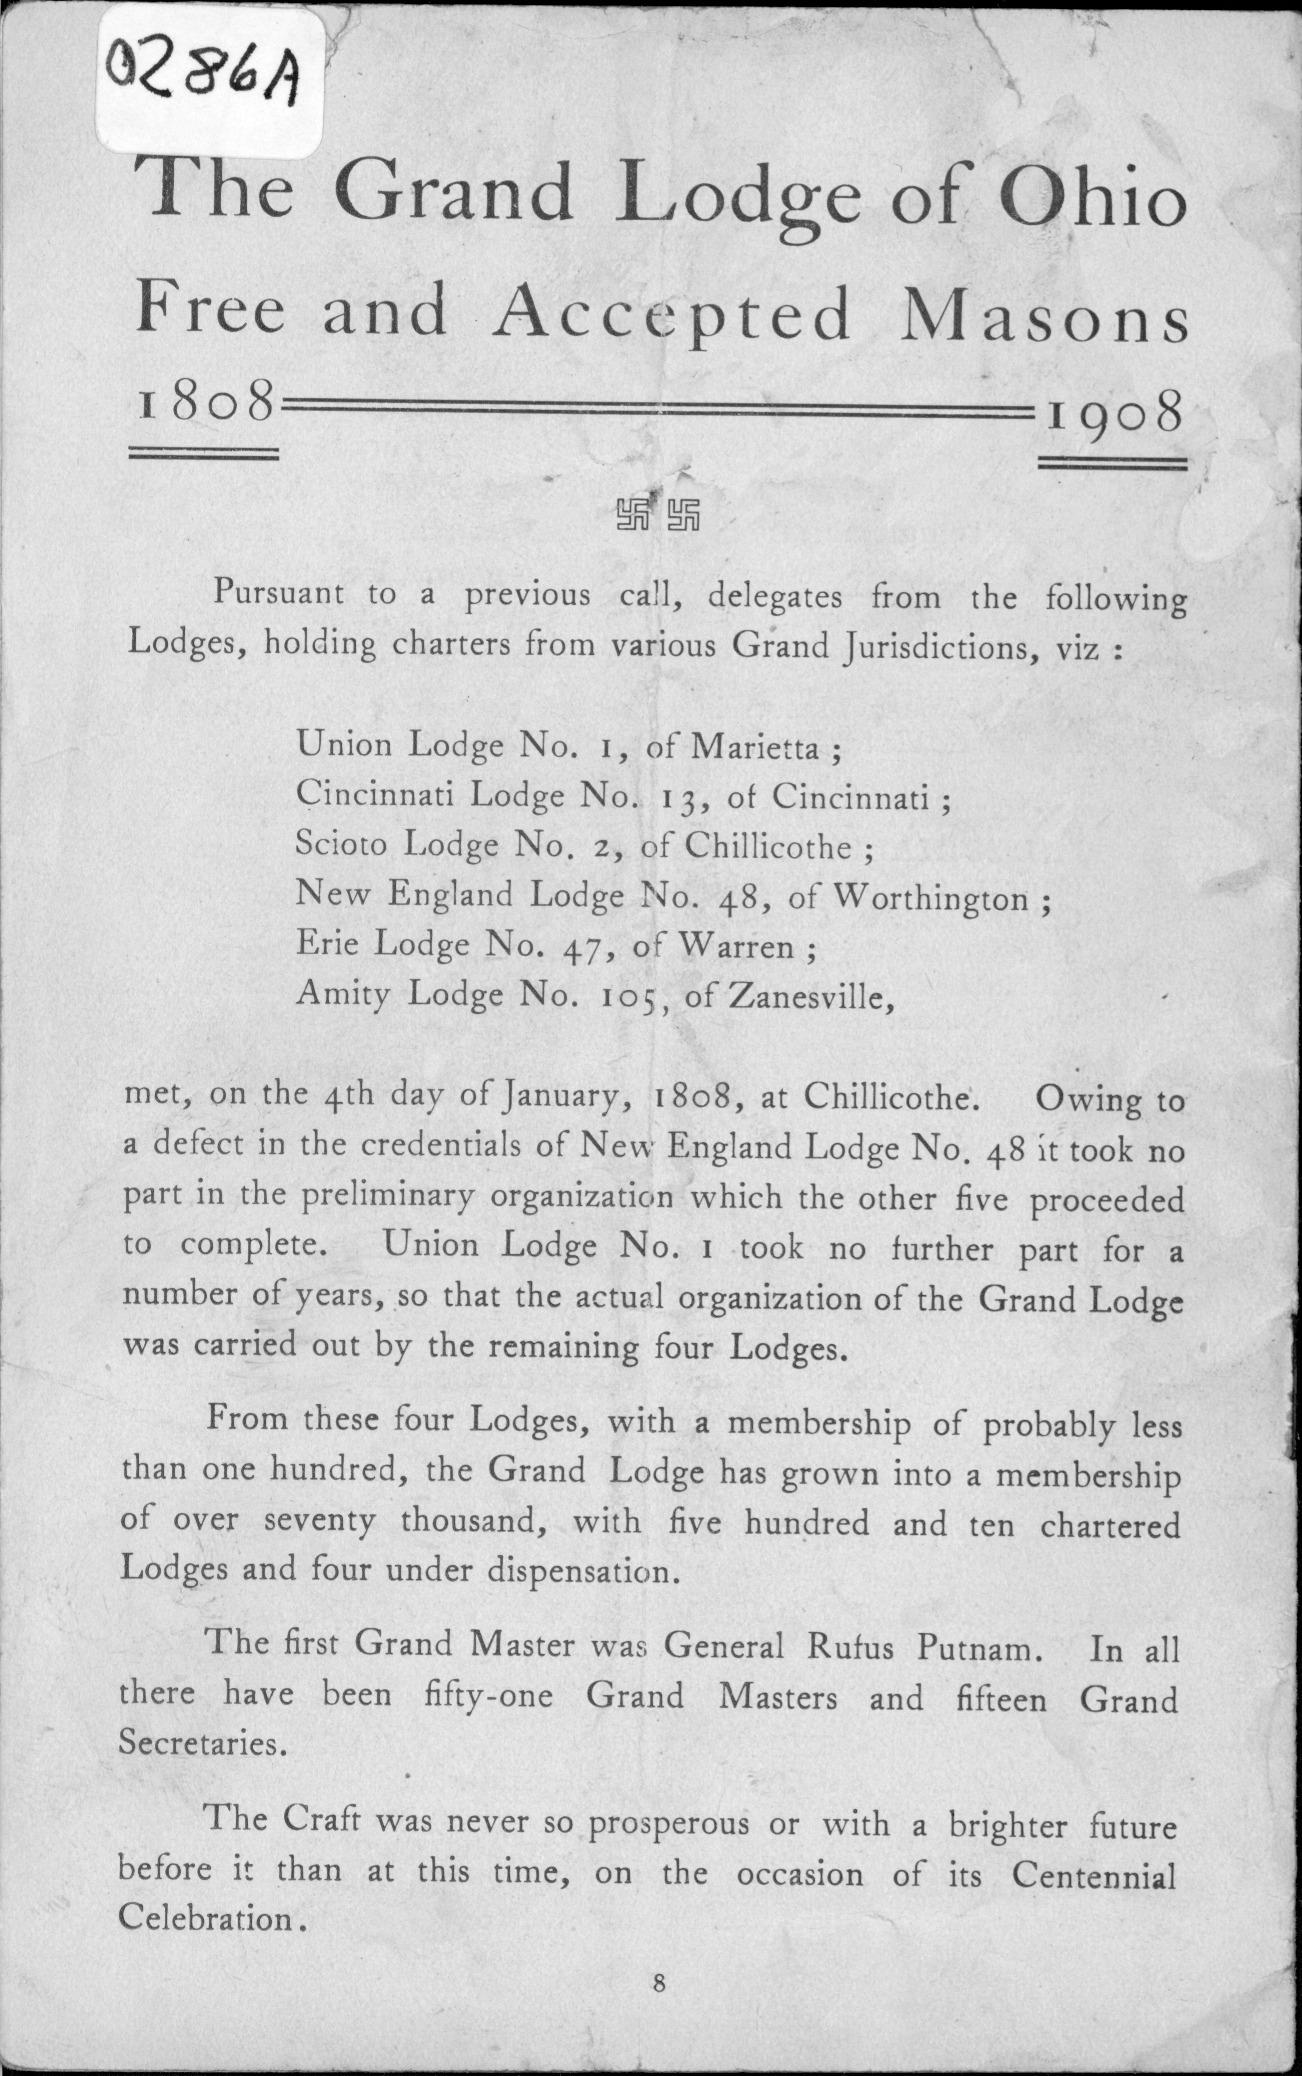 0286A
The Grand Lodge of Ohio
Free and Accepted Masons
1808 1908
卐 卐
Pursuant to a previous call, delegates from the following
Lodges, holding charters from various Grand Jurisdictions, viz :
Union Lodge No. 1, of Marietta ;
Cincinnati Lodge No. 13, of Cincinnati ;
Scioto Lodge No. 2, of Chillicothe ;
New England Lodge No. 48, of Worthington ;
Erie Lodge No. 47, of Warren ;
Amity Lodge No. 105, of Zanesville,
met, on the 4th day of January, 1808, at Chillicothe. Owing to
a defect in the credentials of New England Lodge No. 48 it took no
part in the preliminary organization which the other five proceeded
to complete. Union Lodge No. 1 took no further part for a
number of years, so that the actual organization of the Grand Lodge
was carried out by the remaining four Lodges.
From these four Lodges, with a membership of probably less
than one hundred, the Grand Lodge has grown into a membership
of over seventy thousand, with five hundred and ten chartered
Lodges and four under dispensation.
The first Grand Master was General Rufus Putnam. In all
there have been fifty-one Grand Masters and fifteen Grand
Secretaries.
The Craft was never so prosperous or with a brighter future
before it than at this time, on the occasion of its Centennial
Celebration.
8